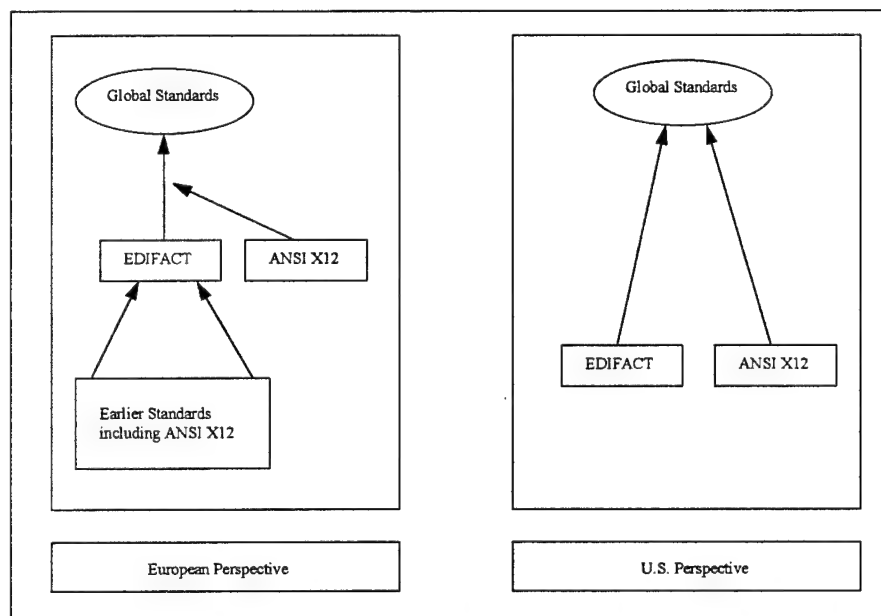 Global Standards
EDIFACT
ANSI X12
Earlier Standards
including ANSI X12
European Perspective
Global Standards
EDIFACT
ANSI X12
U.S. Perspective